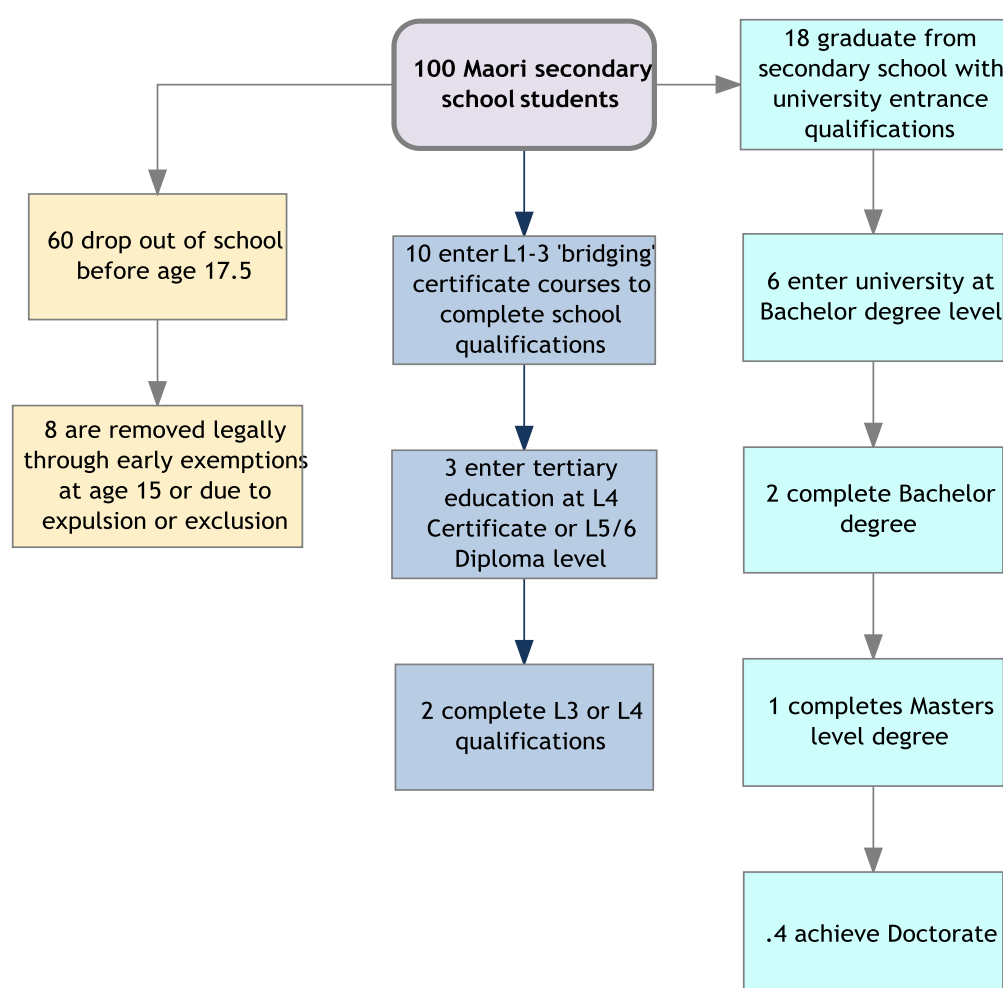 100 Maori secondary
school students
18 graduate from
secondary school with
university entrance
qualifications
60 drop out of school
before age 17.5
8 are removed legally
through early exemptions
at age 15 or due to
expulsion or exclusion
10 enter L1-3 'bridging'
certificate courses to
complete school
qualifications
3 enter tertiary
education at L4
Certificate or L5/6
Diploma level
2 complete L3 or L4
qualifications
6 enter university at
Bachelor degree level
2 complete Bachelor
degree
1 completes Masters
level degree
.4 achieve Doctorate